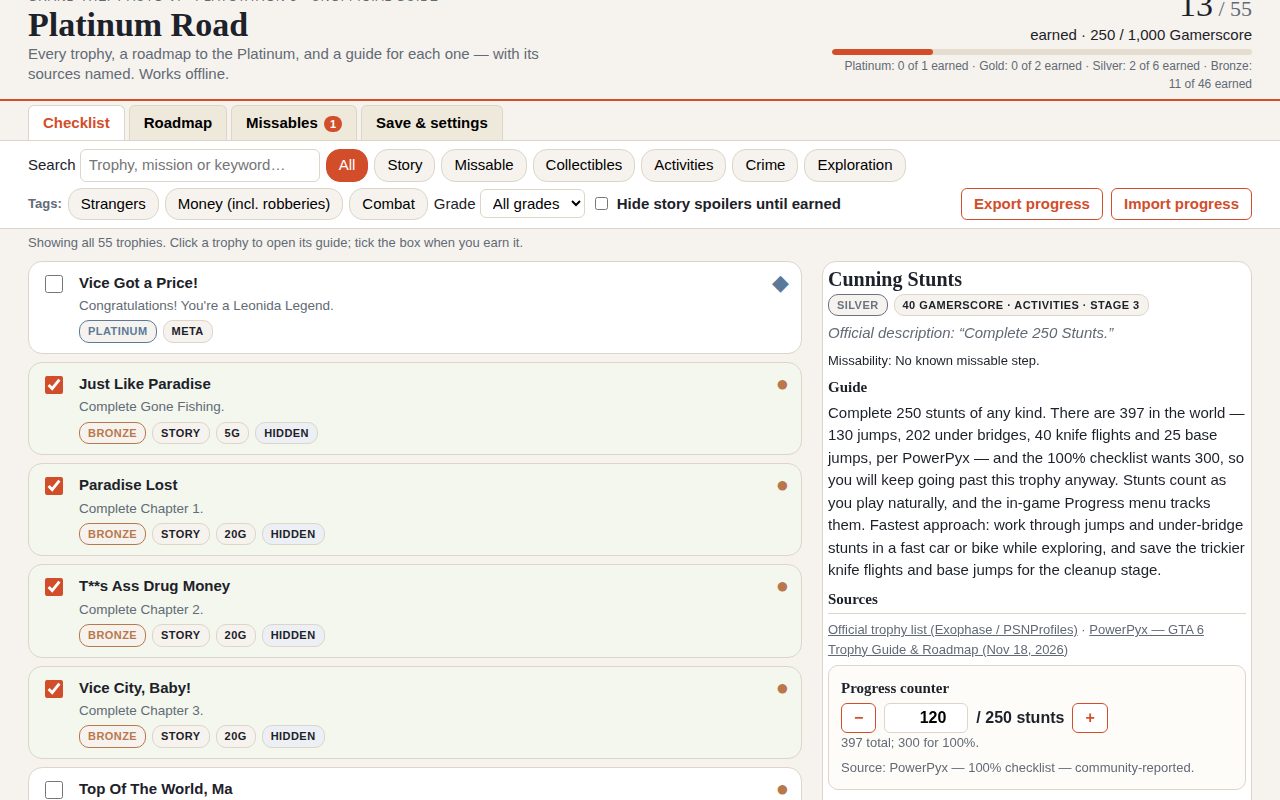 Platinum Road
Every trophy, a roadmap to the Platinum, and a guide for each one — with its
sources named. Works offline.
13 / 55
earned · 250 / 1,000 Gamerscore
Platinum: 0 of 1 earned · Gold: 0 of 2 earned · Silver: 2 of 6 earned · Bronze:
11 of 46 earned
Checklist Roadmap Missables 1 Save & settings
Search Trophy, mission or keyword… All Story Missable Collectibles Activities Crime Exploration
Tags: Strangers Money (incl. robberies) Combat Grade All grades Hide story spoilers until earned Export progress Import progress
Showing all 55 trophies. Click a trophy to open its guide; tick the box when you earn it.
Vice Got a Price!
Congratulations! You're a Leonida Legend.
PLATINUM META
Just Like Paradise
Complete Gone Fishing.
BRONZE STORY 5G HIDDEN
Paradise Lost
Complete Chapter 1.
BRONZE STORY 20G HIDDEN
T**s Ass Drug Money
Complete Chapter 2.
BRONZE STORY 20G HIDDEN
Vice City, Baby!
Complete Chapter 3.
BRONZE STORY 20G HIDDEN
Top Of The World, Ma
Cunning Stunts
SILVER 40 GAMERSCORE · ACTIVITIES · STAGE 3
Official description: “Complete 250 Stunts.”
Missability: No known missable step.
Guide
Complete 250 stunts of any kind. There are 397 in the world —
130 jumps, 202 under bridges, 40 knife flights and 25 base
jumps, per PowerPyx — and the 100% checklist wants 300, so
you will keep going past this trophy anyway. Stunts count as
you play naturally, and the in-game Progress menu tracks
them. Fastest approach: work through jumps and under-bridge
stunts in a fast car or bike while exploring, and save the trickier
knife flights and base jumps for the cleanup stage.
Sources
Official trophy list (Exophase / PSNProfiles) · PowerPyx — GTA 6
Trophy Guide & Roadmap (Nov 18, 2026)
Progress counter
− 120 / 250 stunts +
397 total; 300 for 100%.
Source: PowerPyx — 100% checklist — community-reported.